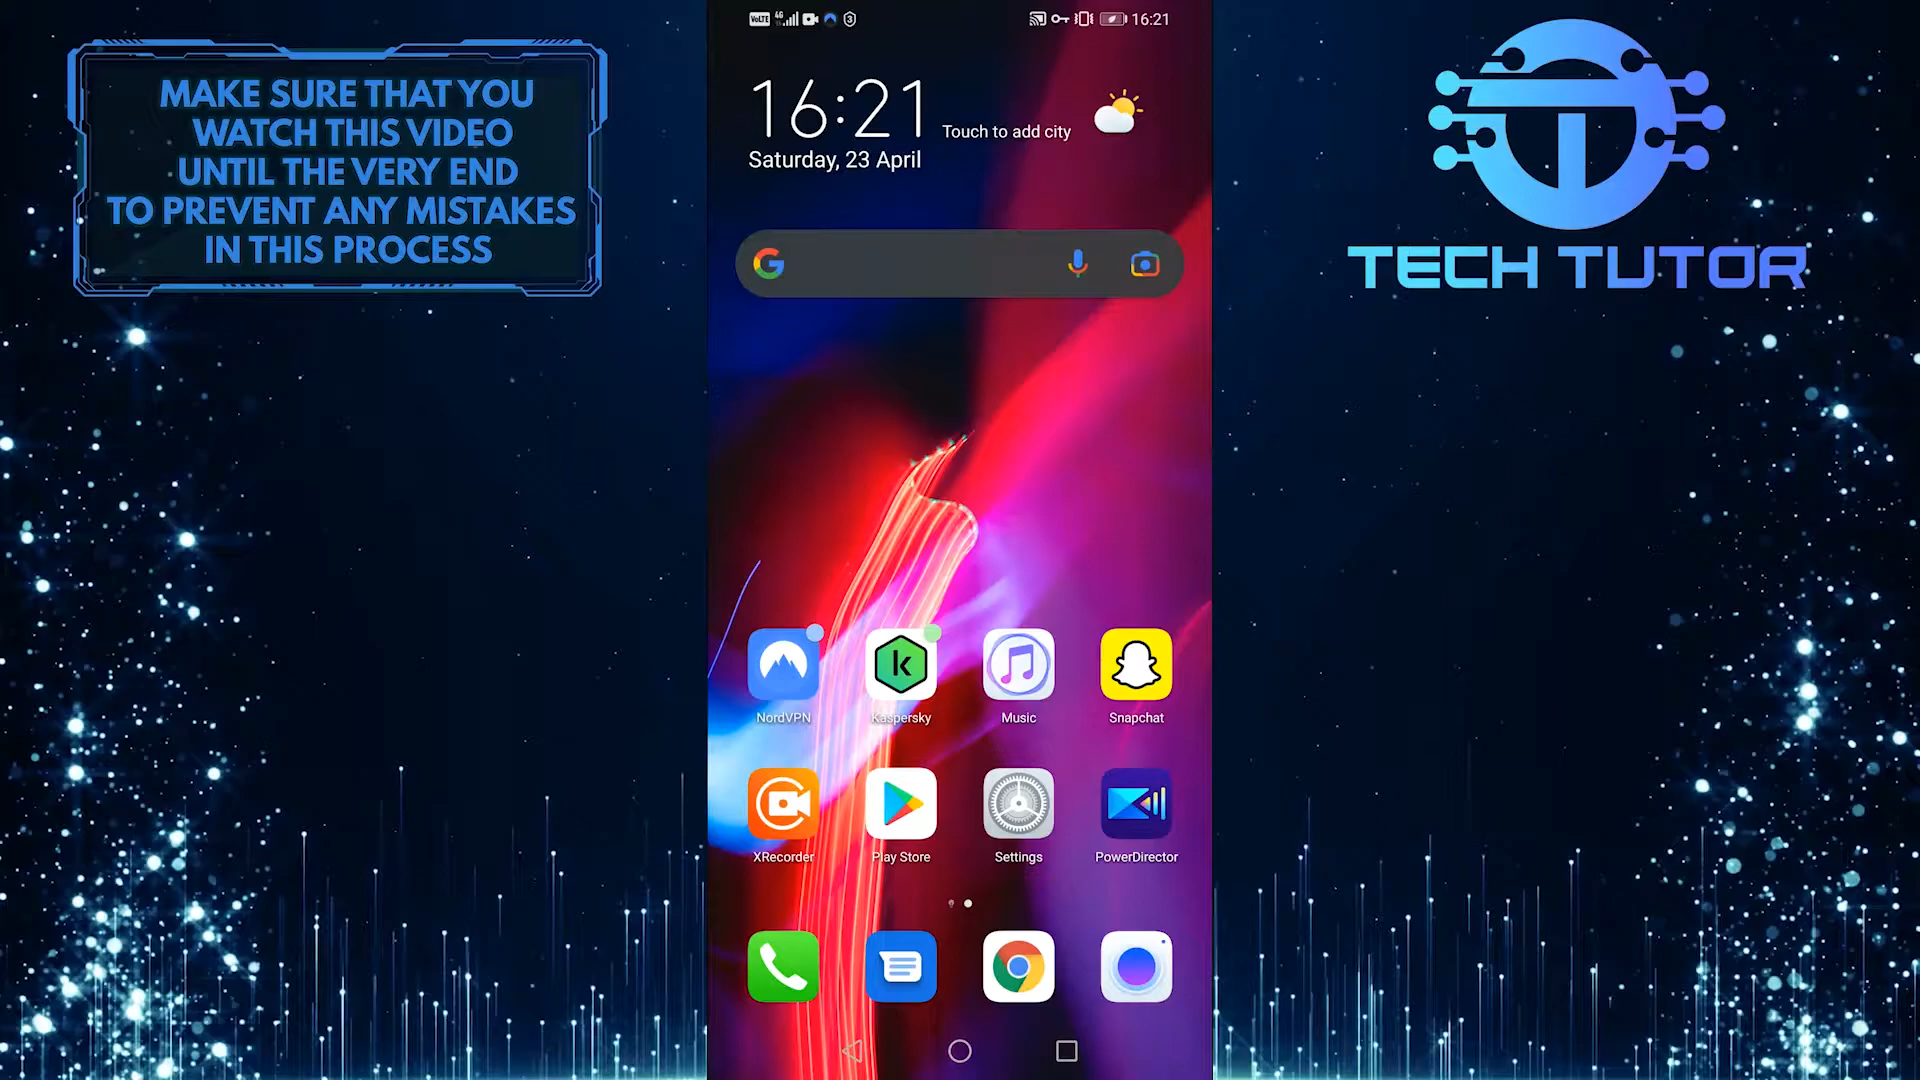 MAKE SURE THAT YOU
WATCH THIS VIDEO
UNTIL THE VERY END
TO PREVENT ANY MISTAKES
IN THIS PROCESS
VoLTE 4G 16:21
16:21
Touch to add city
Saturday, 23 April
NordVPN Kaspersky Music Snapchat
XRecorder Play Store Settings PowerDirector
TECH TUTOR